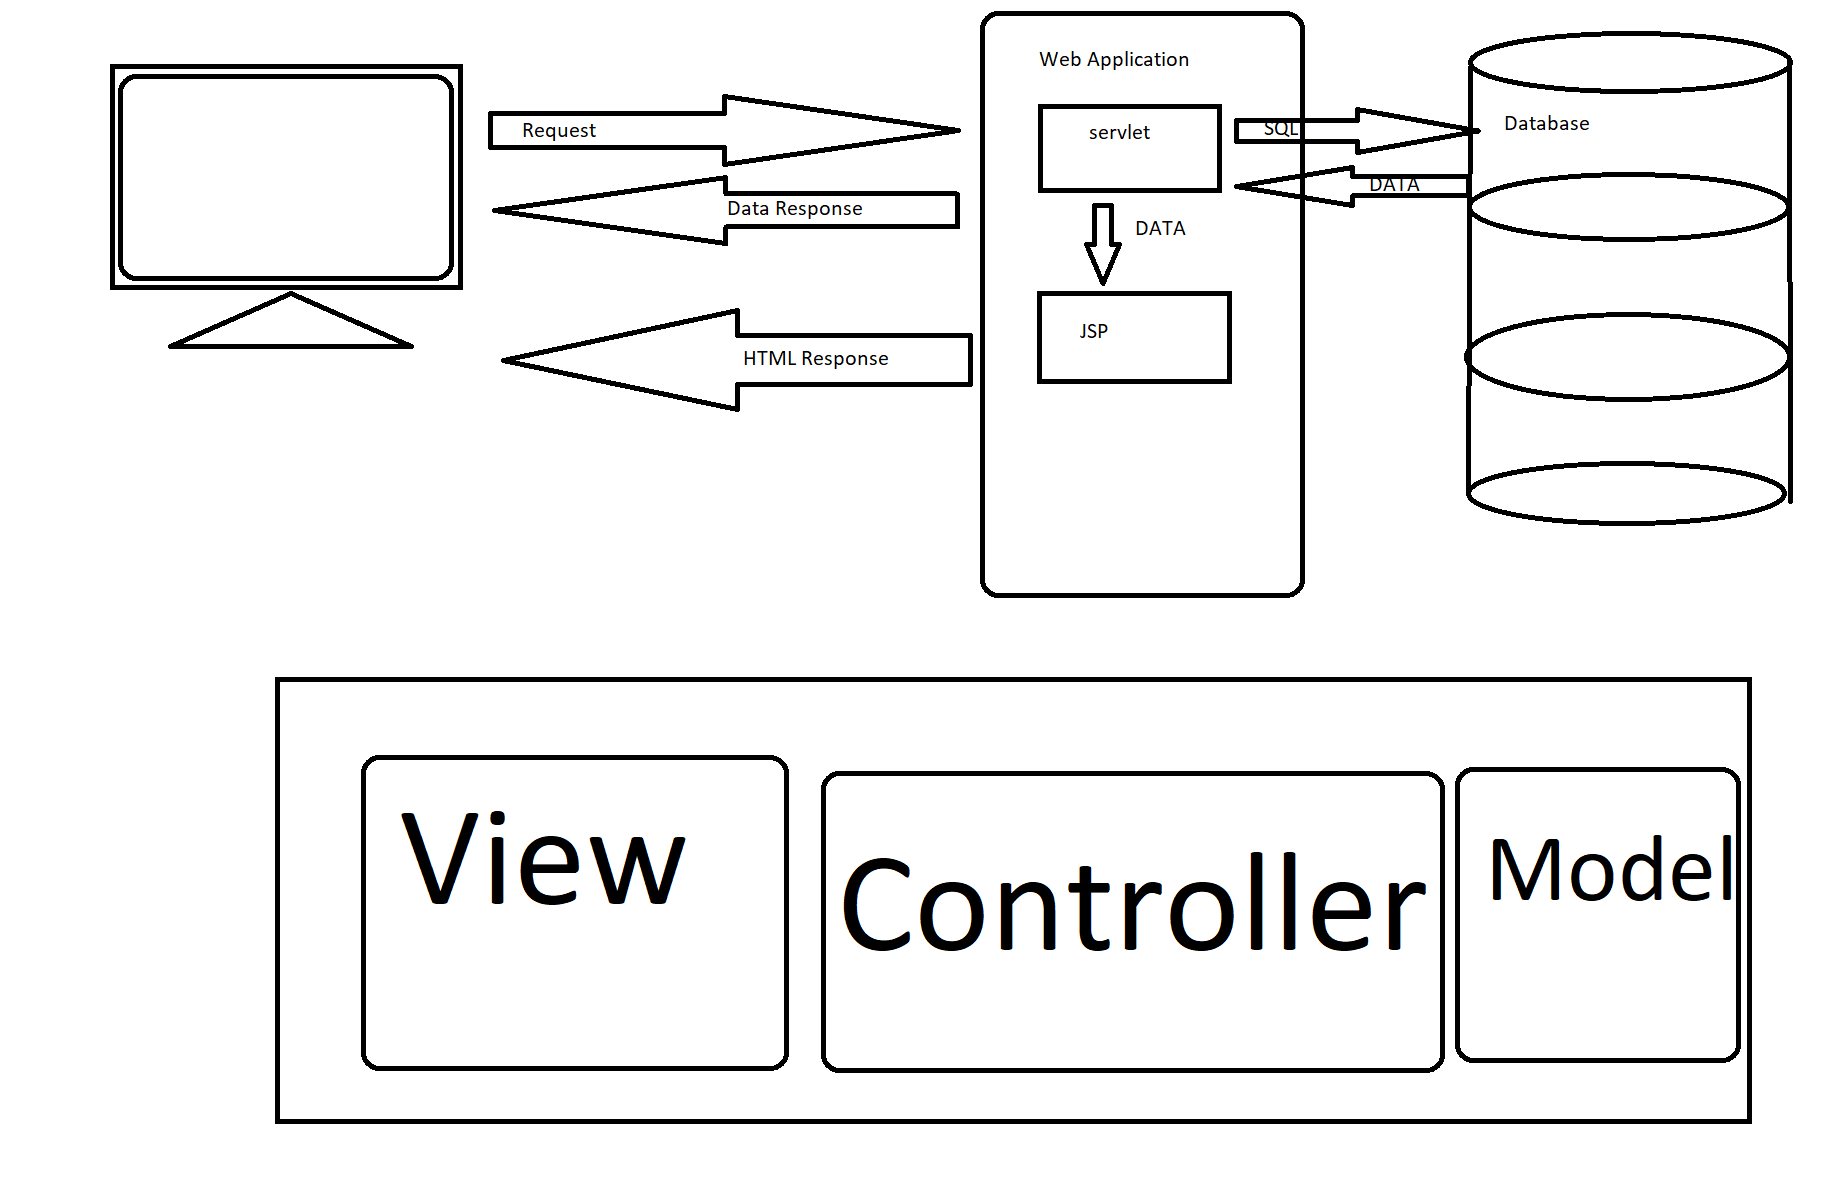 Web Application
Request
servlet
SQL
Database
Data Response
DATA
DATA
JSP
HTML Response
View
Controller
Model